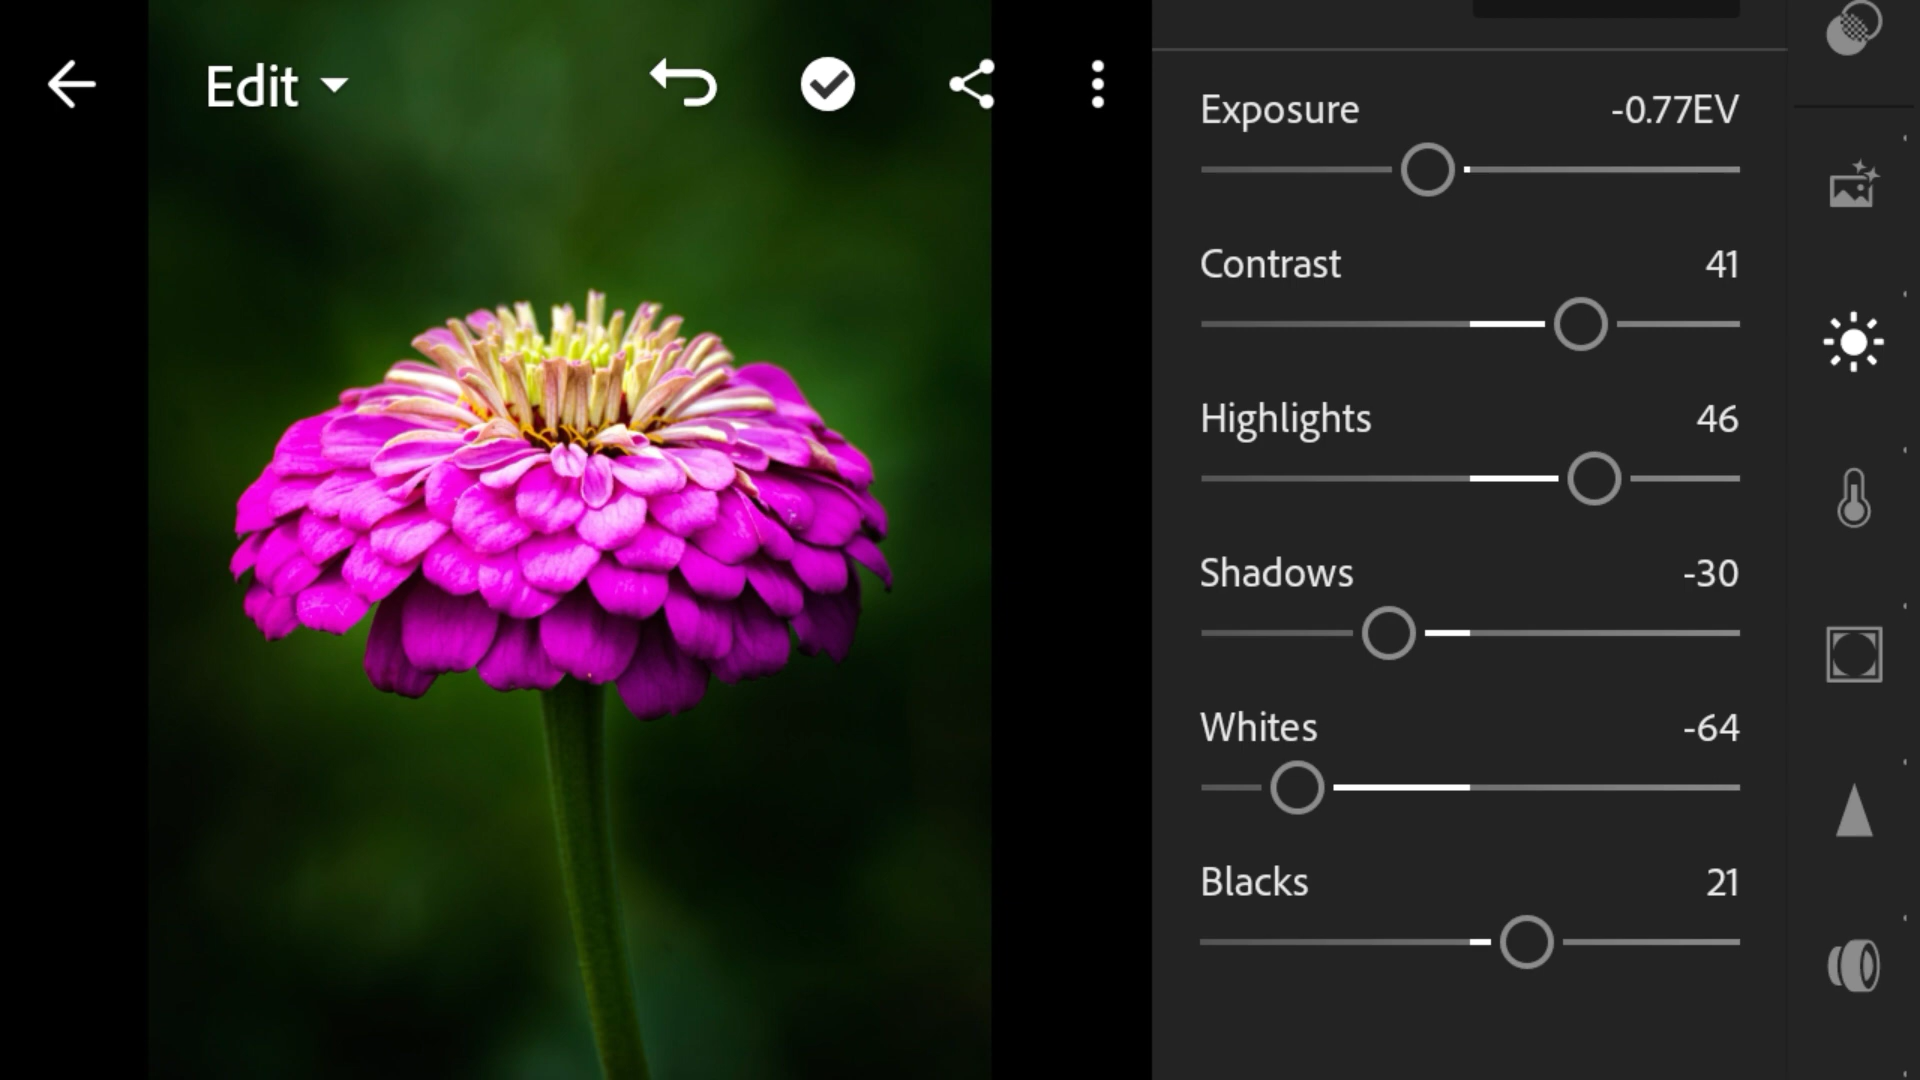 Edit
Exposure -0.77EV
Contrast 41
Highlights 46
Shadows -30
Whites -64
Blacks 21